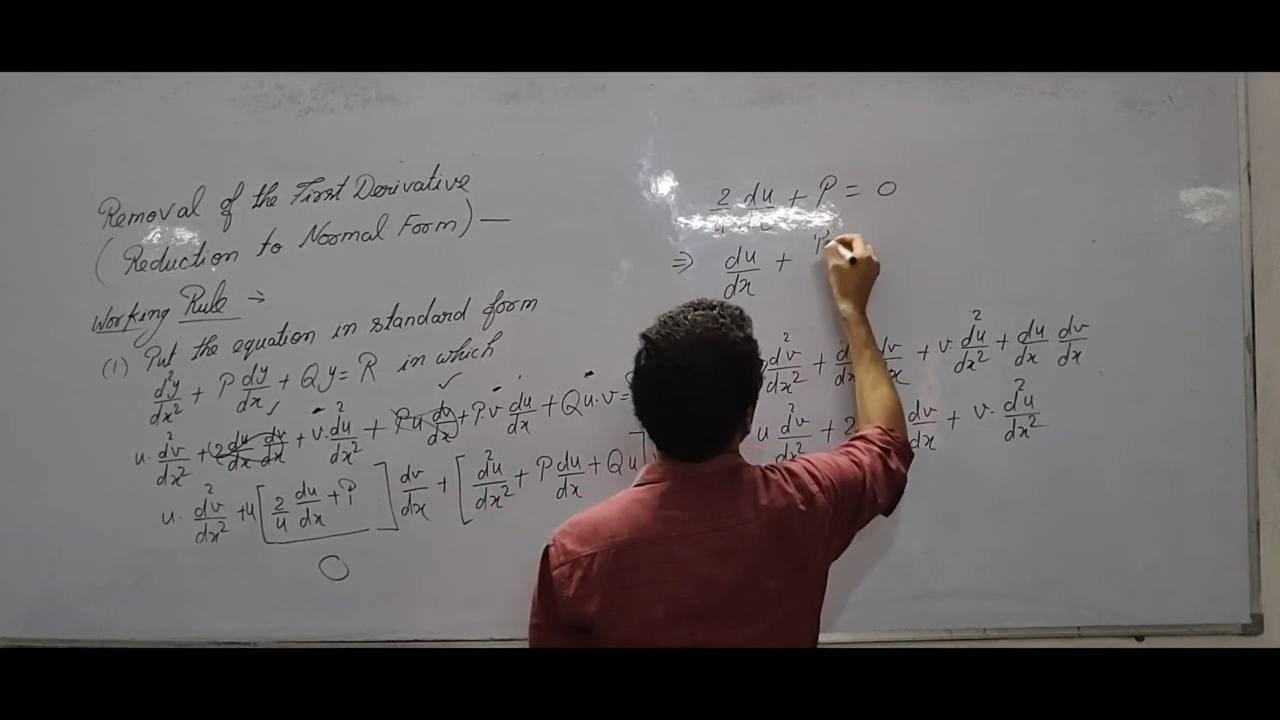 Removal of the First Derivative
(Reduction to Normal Form) —
Working Rule :→
(1) Put the equation in standard form
d²y/dx² + P dy/dx + Qy = R in which
u. d²v/dx² + 2 du/dx dv/dx + v. d²u/dx² + P.u dv/dx + P.v du/dx + Qu.v =
u. d²v/dx² + u[2/u du/dx + P] dv/dx + [d²u/dx² + P du/dx + Qu]
0
2/u du/dx + P = 0
⇒ du/dx + P
d²v/dx² + dv/dx + v d²u/dx² + du/dx dv/dx
u d²v/dx² + 2 dv/dx + v. d²u/dx²